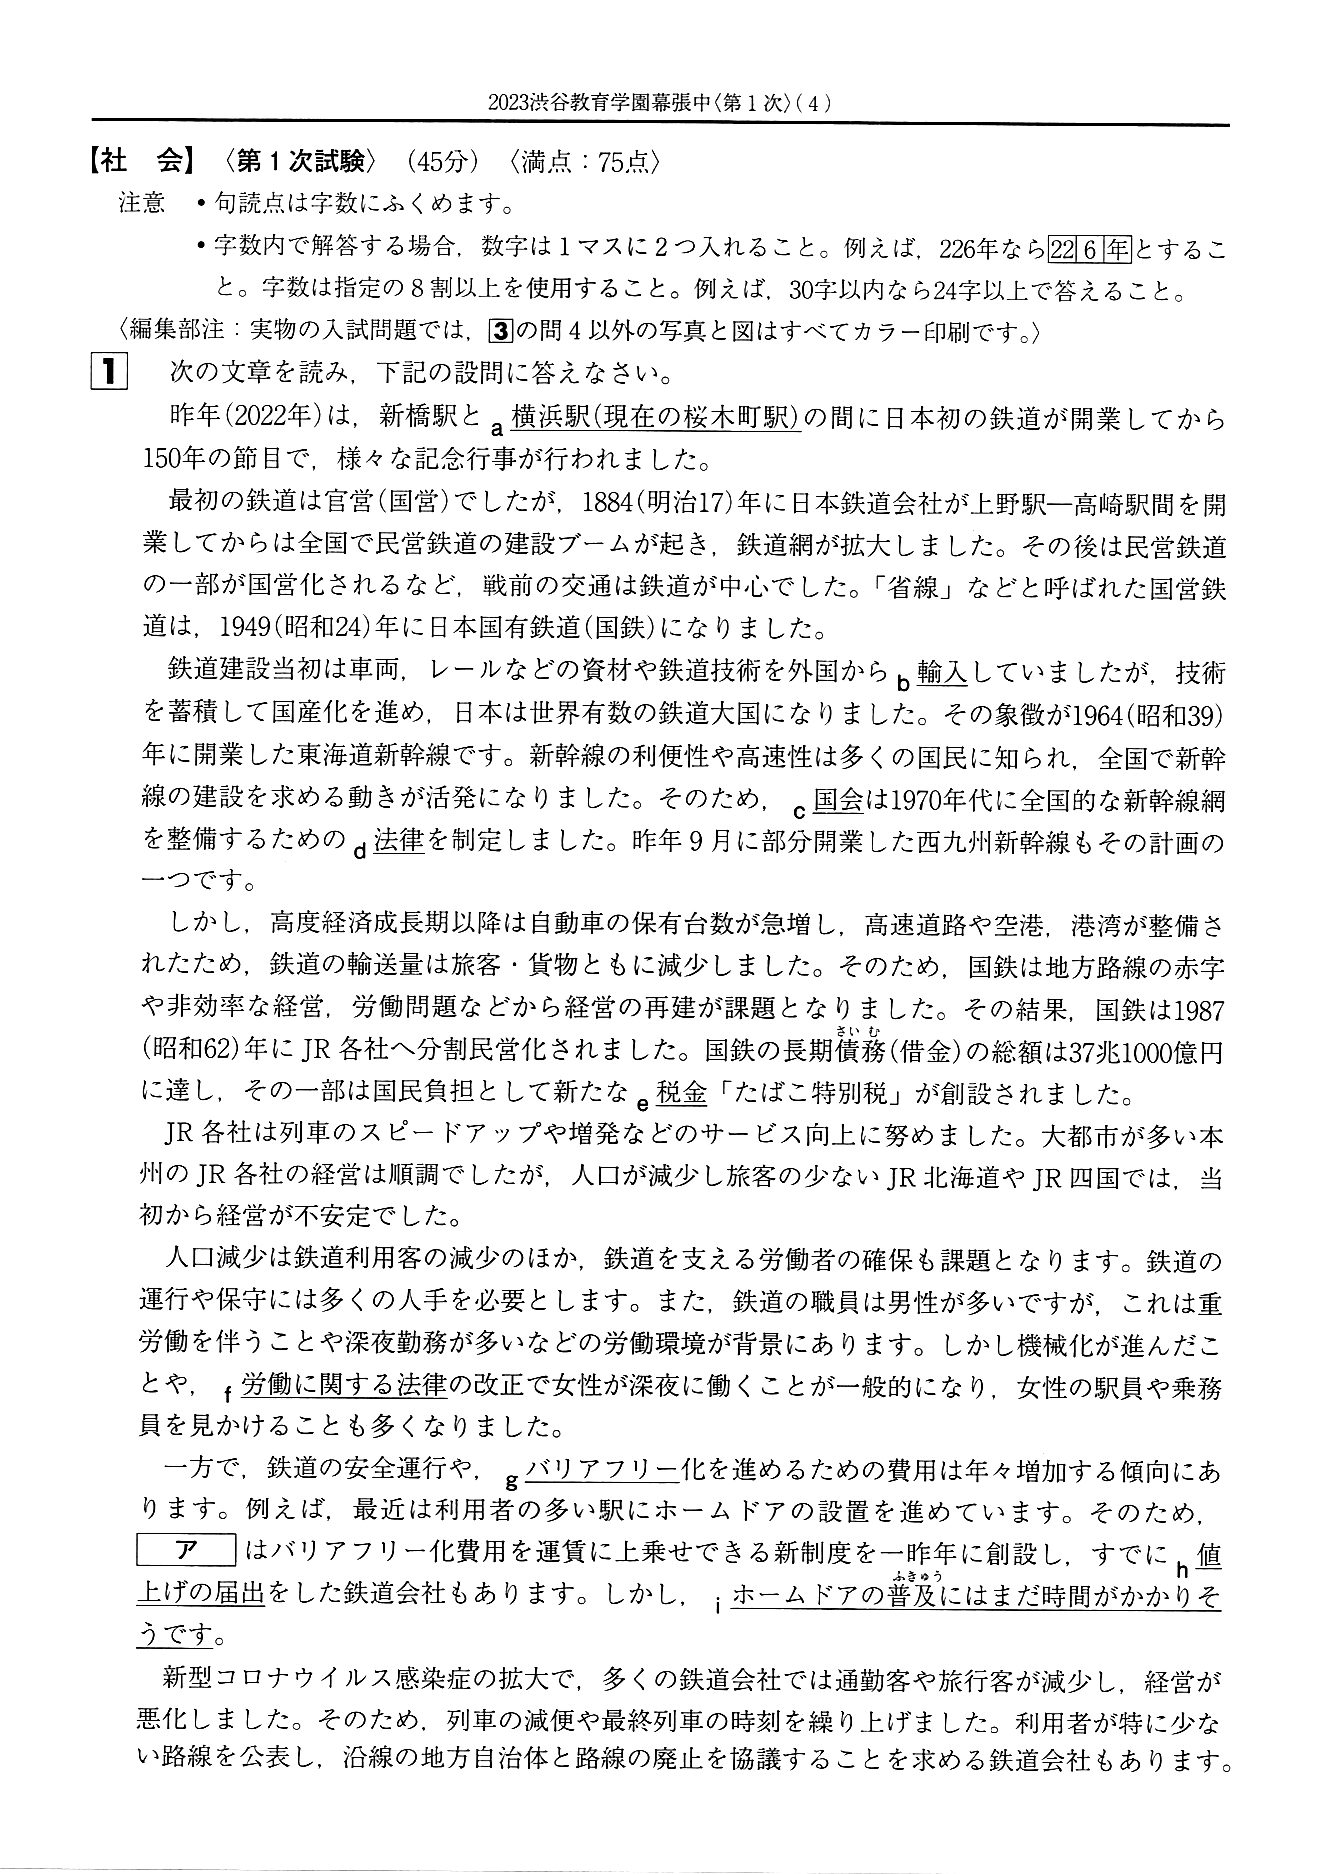 2023渋谷教育学園幕張中〈第1次〉(4)
【社　会】〈第1次試験〉（45分）〈満点：75点〉
注意　・句読点は字数にふくめます。
・字数内で解答する場合，数字は1マスに2つ入れること。例えば，226年なら22 6 年とするこ
と。字数は指定の8割以上を使用すること。例えば，30字以内なら24字以上で答えること。
〈編集部注：実物の入試問題では，3の問4以外の写真と図はすべてカラー印刷です。〉
1　次の文章を読み，下記の設問に答えなさい。
昨年(2022年)は，新橋駅とa横浜駅(現在の桜木町駅)の間に日本初の鉄道が開業してから
150年の節目で，様々な記念行事が行われました。
最初の鉄道は官営(国営)でしたが，1884(明治17)年に日本鉄道会社が上野駅―高崎駅間を開
業してからは全国で民営鉄道の建設ブームが起き，鉄道網が拡大しました。その後は民営鉄道
の一部が国営化されるなど，戦前の交通は鉄道が中心でした。「省線」などと呼ばれた国営鉄
道は，1949(昭和24)年に日本国有鉄道(国鉄)になりました。
鉄道建設当初は車両，レールなどの資材や鉄道技術を外国からb輸入していましたが，技術
を蓄積して国産化を進め，日本は世界有数の鉄道大国になりました。その象徴が1964(昭和39)
年に開業した東海道新幹線です。新幹線の利便性や高速性は多くの国民に知られ，全国で新幹
線の建設を求める動きが活発になりました。そのため，c国会は1970年代に全国的な新幹線網
を整備するためのd法律を制定しました。昨年9月に部分開業した西九州新幹線もその計画の
一つです。
しかし，高度経済成長期以降は自動車の保有台数が急増し，高速道路や空港，港湾が整備さ
れたため，鉄道の輸送量は旅客・貨物ともに減少しました。そのため，国鉄は地方路線の赤字
や非効率な経営，労働問題などから経営の再建が課題となりました。その結果，国鉄は1987
(昭和62)年にJR各社へ分割民営化されました。国鉄の長期債務(さいむ)(借金)の総額は37兆1000億円
に達し，その一部は国民負担として新たなe税金「たばこ特別税」が創設されました。
JR各社は列車のスピードアップや増発などのサービス向上に努めました。大都市が多い本
州のJR各社の経営は順調でしたが，人口が減少し旅客の少ないJR北海道やJR四国では，当
初から経営が不安定でした。
人口減少は鉄道利用客の減少のほか，鉄道を支える労働者の確保も課題となります。鉄道の
運行や保守には多くの人手を必要とします。また，鉄道の職員は男性が多いですが，これは重
労働を伴うことや深夜勤務が多いなどの労働環境が背景にあります。しかし機械化が進んだこ
とや，f労働に関する法律の改正で女性が深夜に働くことが一般的になり，女性の駅員や乗務
員を見かけることも多くなりました。
一方で，鉄道の安全運行や，gバリアフリー化を進めるための費用は年々増加する傾向にあ
ります。例えば，最近は利用者の多い駅にホームドアの設置を進めています。そのため，
ア はバリアフリー化費用を運賃に上乗せできる新制度を一昨年に創設し，すでにh値
上げの届出をした鉄道会社もあります。しかし，iホームドアの普及(ふきゅう)にはまだ時間がかかりそ
うです。
新型コロナウイルス感染症の拡大で，多くの鉄道会社では通勤客や旅行客が減少し，経営が
悪化しました。そのため，列車の減便や最終列車の時刻を繰り上げました。利用者が特に少な
い路線を公表し，沿線の地方自治体と路線の廃止を協議することを求める鉄道会社もあります。